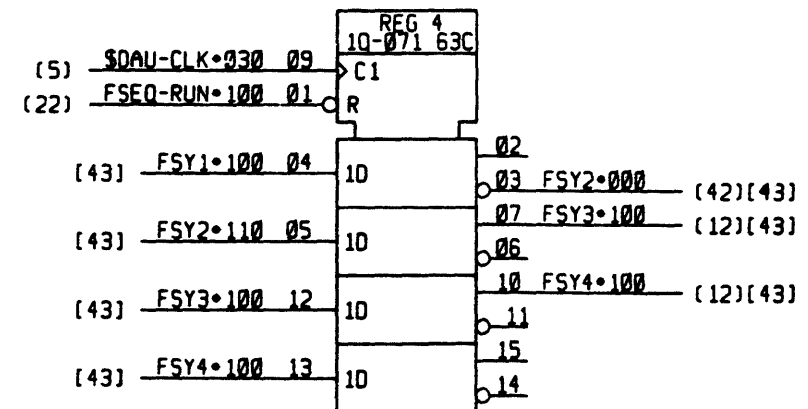 REG 4
1Q-071 63C
(5) $DAU-CLK•030 09 C1
(22) FSEQ-RUN•100 01 R
02
[43] FSY1•100 04 1D
03 FSY2•000 (42)[43]
07 FSY3•100 (12)[43]
[43] FSY2•110 05 1D
06
10 FSY4•100 (12)[43]
[43] FSY3•100 12 1D
11
15
[43] FSY4•100 13 1D
14